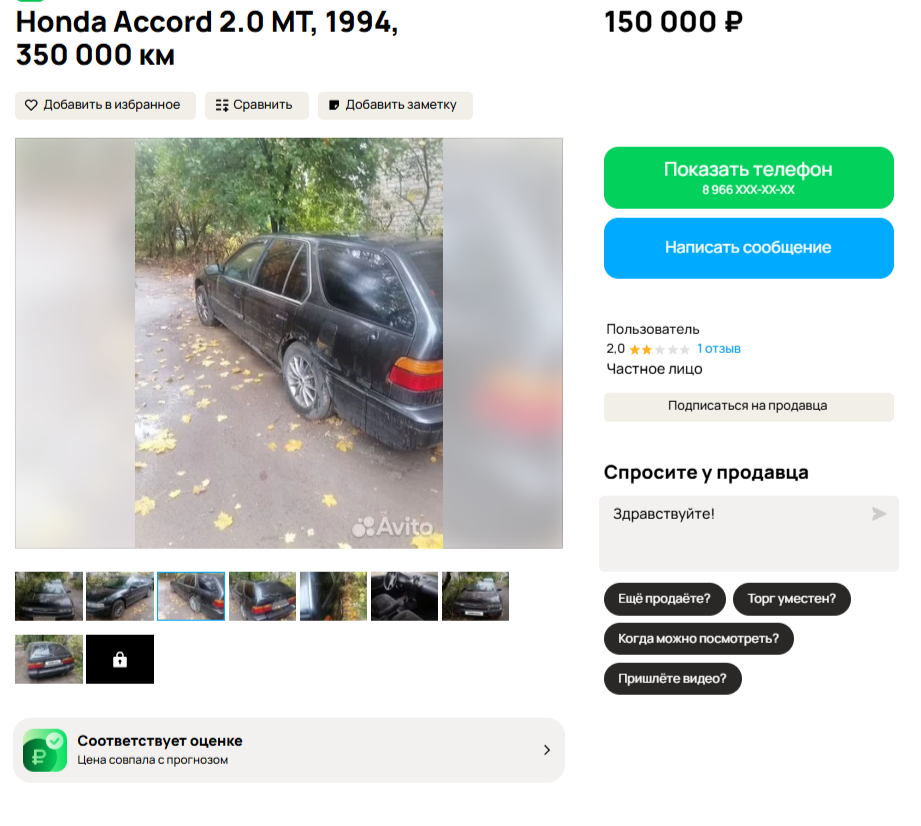 Honda Accord 2.0 MT, 1994,
350 000 км
150 000 ₽
Добавить в избранное
Сравнить
Добавить заметку
Показать телефон
8 966 XXX-XX-XX
Написать сообщение
Пользователь
2,0 1 отзыв
Частное лицо
Подписаться на продавца
Спросите у продавца
Здравствуйте!
Ещё продаёте?
Торг уместен?
Когда можно посмотреть?
Пришлёте видео?
Avito
Соответствует оценке
Цена совпала с прогнозом